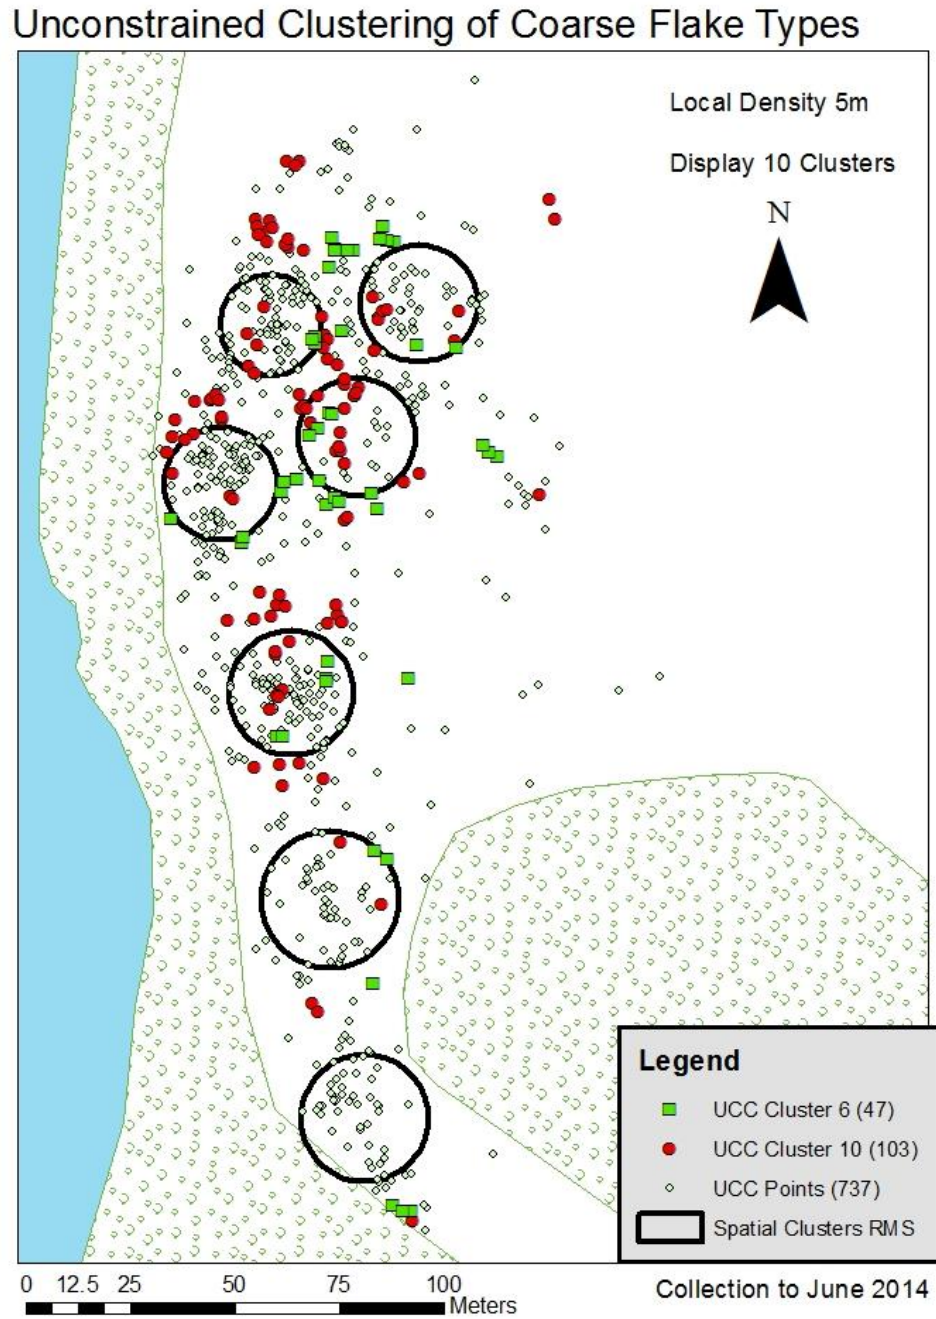 Unconstrained Clustering of Coarse Flake Types
Local Density 5m
Display 10 Clusters
N
Legend
UCC Cluster 6 (47)
UCC Cluster 10 (103)
UCC Points (737)
Spatial Clusters RMS
0 12.5 25 50 75 100
Meters
Collection to June 2014